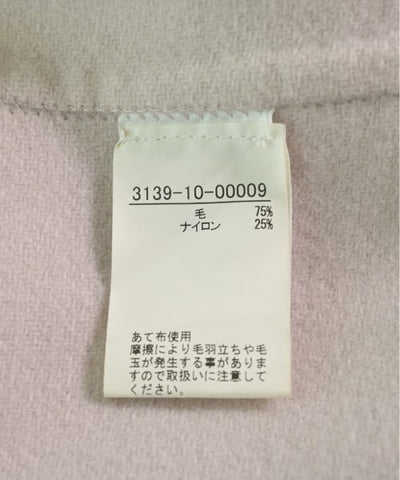 3139-10-00009
毛 75%
ナイロン 25%
あて布使用
摩擦により毛羽立ちや毛
玉が発生する事がありま
すので取扱いに注意して
ください。